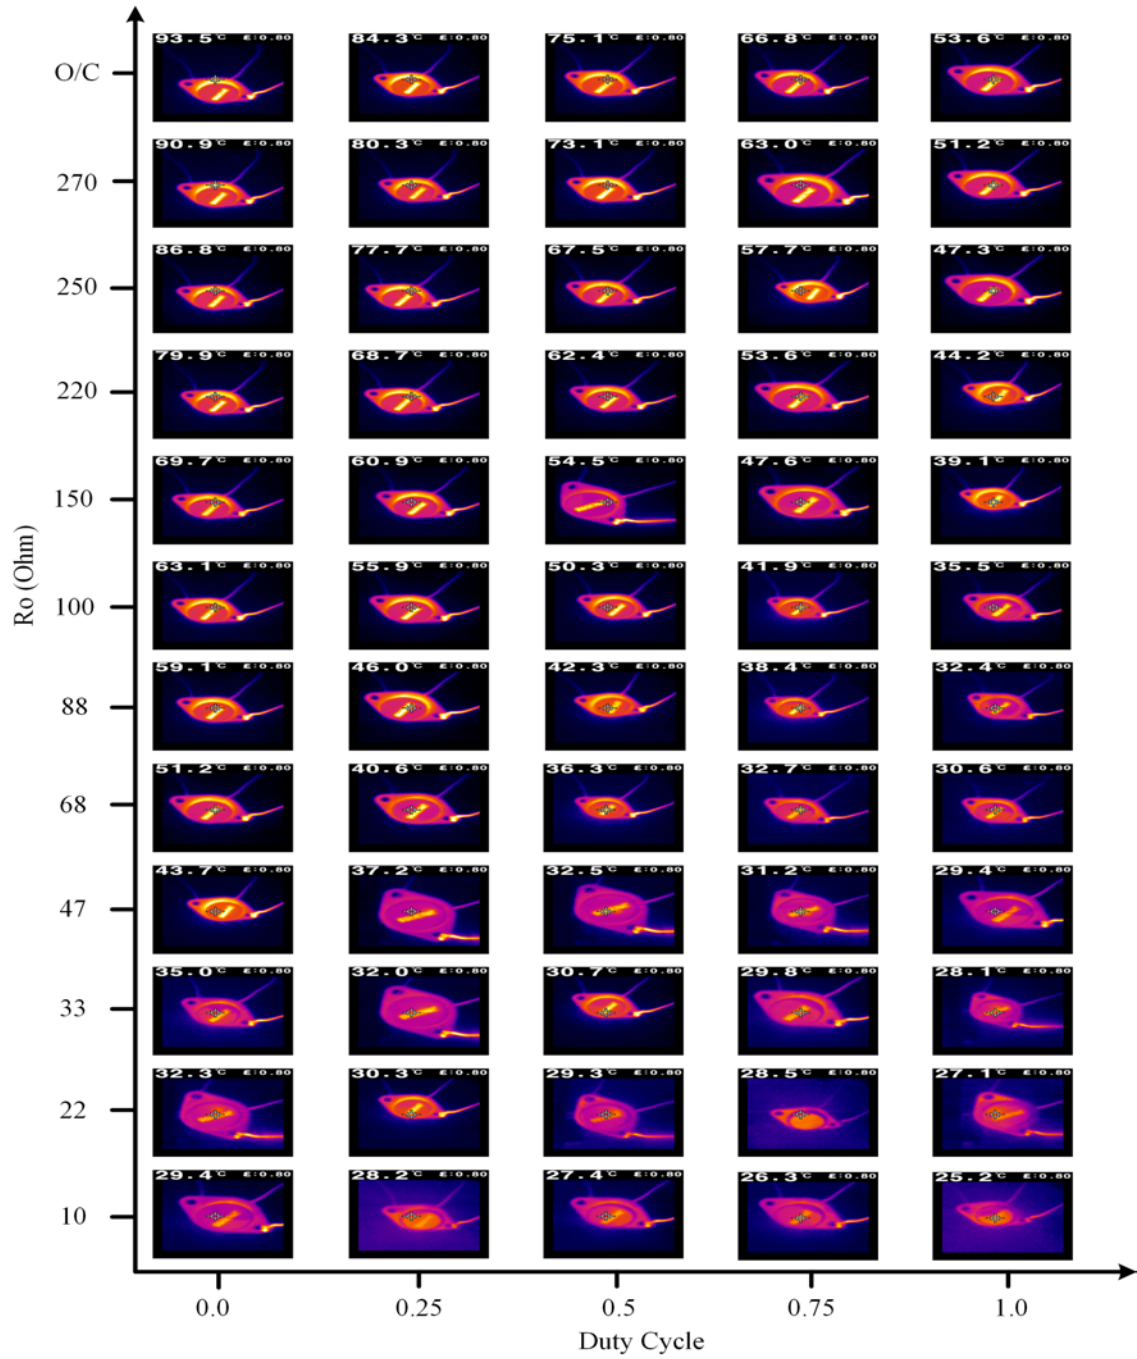 93.5℃ ε:0.80 84.3℃ ε:0.80 75.1℃ ε:0.80 66.8℃ ε:0.80 53.6℃ ε:0.80
O/C
90.9℃ ε:0.80 80.3℃ ε:0.80 73.1℃ ε:0.80 63.0℃ ε:0.80 51.2℃ ε:0.80
270
86.8℃ ε:0.80 77.7℃ ε:0.80 67.5℃ ε:0.80 57.7℃ ε:0.80 47.3℃ ε:0.80
250
79.9℃ ε:0.80 68.7℃ ε:0.80 62.4℃ ε:0.80 53.6℃ ε:0.80 44.2℃ ε:0.80
220
69.7℃ ε:0.80 60.9℃ ε:0.80 54.5℃ ε:0.80 47.6℃ ε:0.80 39.1℃ ε:0.80
150
63.1℃ ε:0.80 55.9℃ ε:0.80 50.3℃ ε:0.80 41.9℃ ε:0.80 35.5℃ ε:0.80
100
59.1℃ ε:0.80 46.0℃ ε:0.80 42.3℃ ε:0.80 38.4℃ ε:0.80 32.4℃ ε:0.80
88
51.2℃ ε:0.80 40.6℃ ε:0.80 36.3℃ ε:0.80 32.7℃ ε:0.80 30.6℃ ε:0.80
68
43.7℃ ε:0.80 37.2℃ ε:0.80 32.5℃ ε:0.80 31.2℃ ε:0.80 29.4℃ ε:0.80
47
35.0℃ ε:0.80 32.0℃ ε:0.80 30.7℃ ε:0.80 29.8℃ ε:0.80 28.1℃ ε:0.80
33
32.3℃ ε:0.80 30.3℃ ε:0.80 29.3℃ ε:0.80 28.5℃ ε:0.80 27.1℃ ε:0.80
22
29.4℃ ε:0.80 28.2℃ ε:0.80 27.4℃ ε:0.80 26.3℃ ε:0.80 25.2℃ ε:0.80
10
Ro (Ohm)
0.0 0.25 0.5 0.75 1.0
Duty Cycle